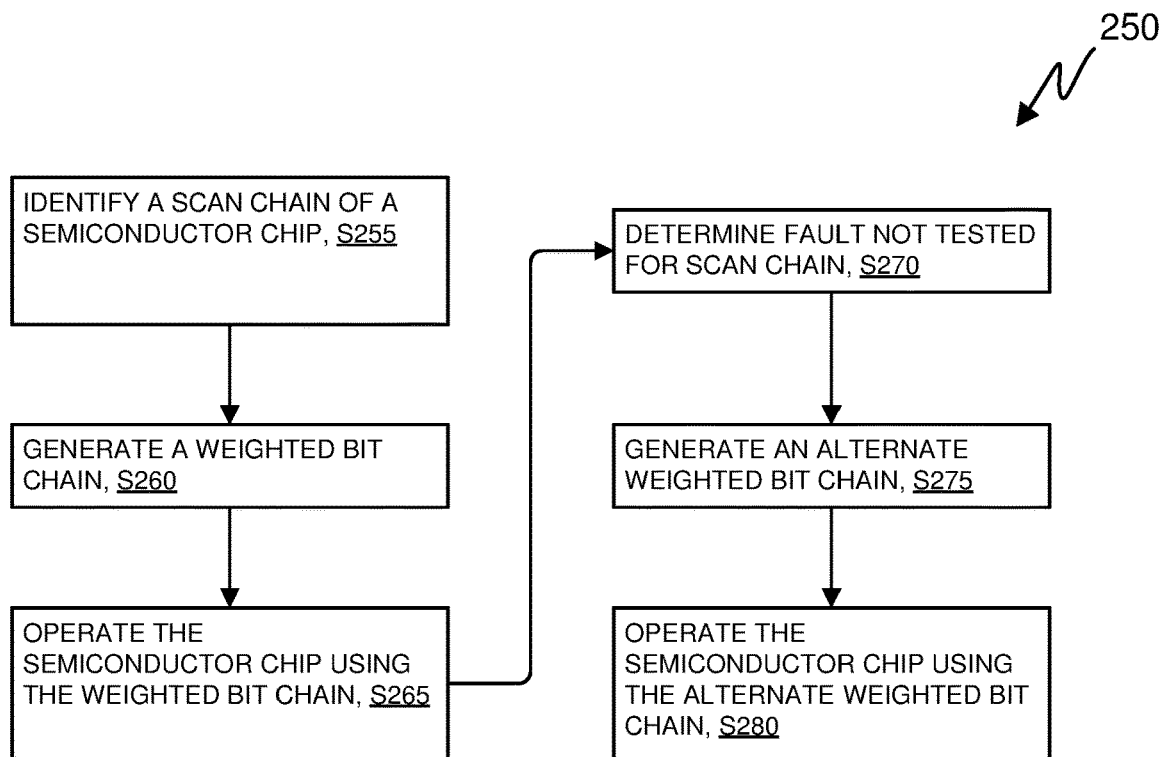 250
IDENTIFY A SCAN CHAIN OF A
SEMICONDUCTOR CHIP, S255
GENERATE A WEIGHTED BIT
CHAIN, S260
OPERATE THE
SEMICONDUCTOR CHIP USING
THE WEIGHTED BIT CHAIN, S265
DETERMINE FAULT NOT TESTED
FOR SCAN CHAIN, S270
GENERATE AN ALTERNATE
WEIGHTED BIT CHAIN, S275
OPERATE THE
SEMICONDUCTOR CHIP USING
THE ALTERNATE WEIGHTED BIT
CHAIN, S280